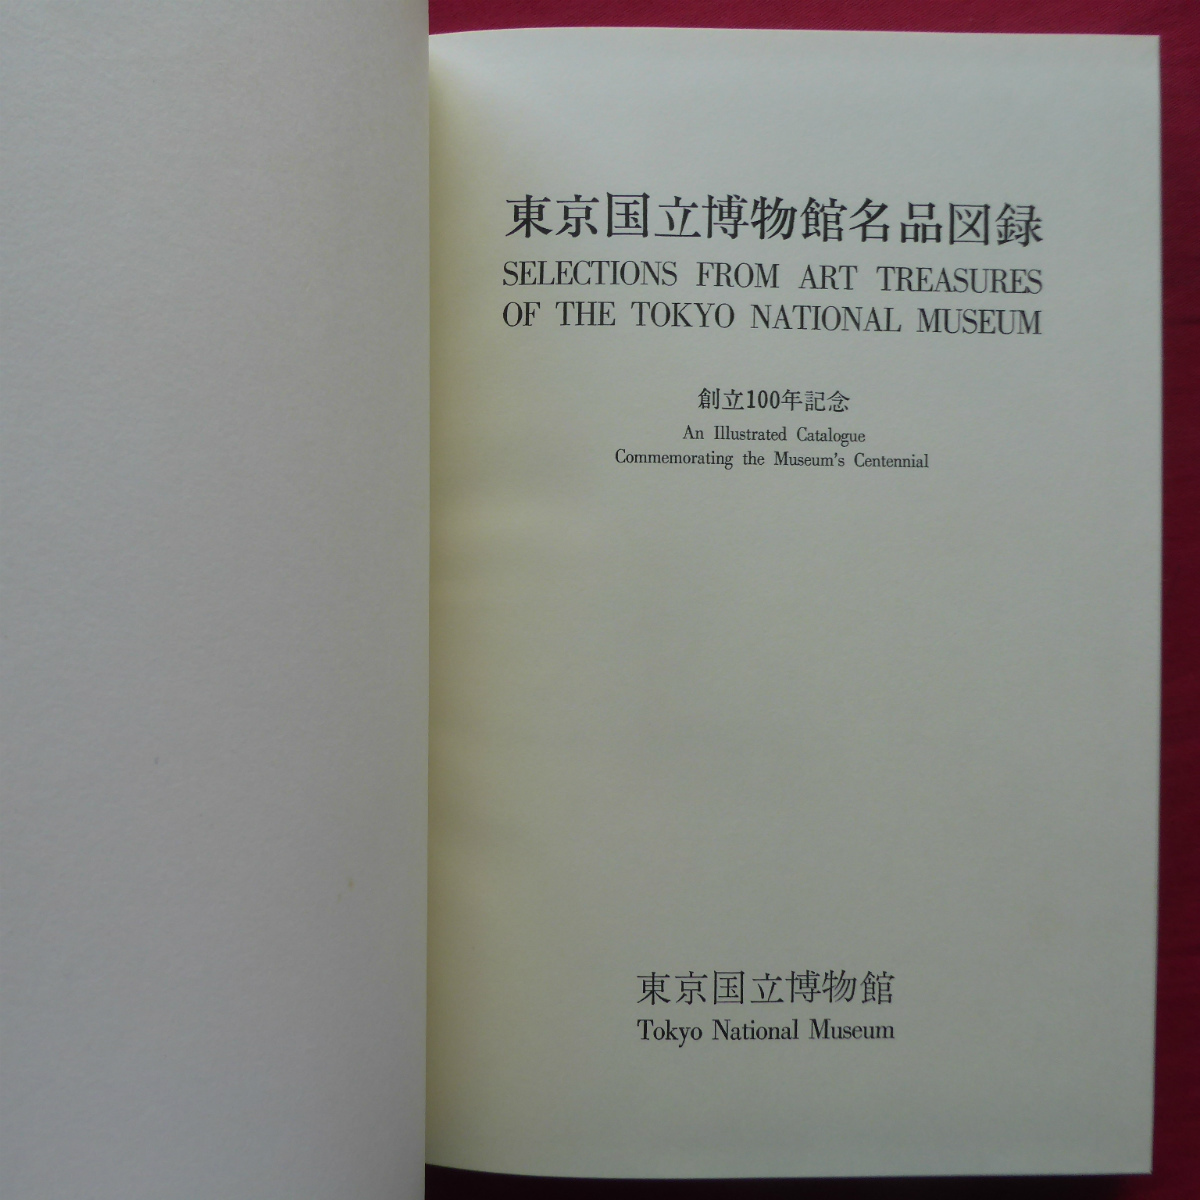 東京国立博物館名品図録
SELECTIONS FROM ART TREASURES
OF THE TOKYO NATIONAL MUSEUM
創立100年記念
An Illustrated Catalogue
Commemorating the Museum's Centennial
東京国立博物館
Tokyo National Museum